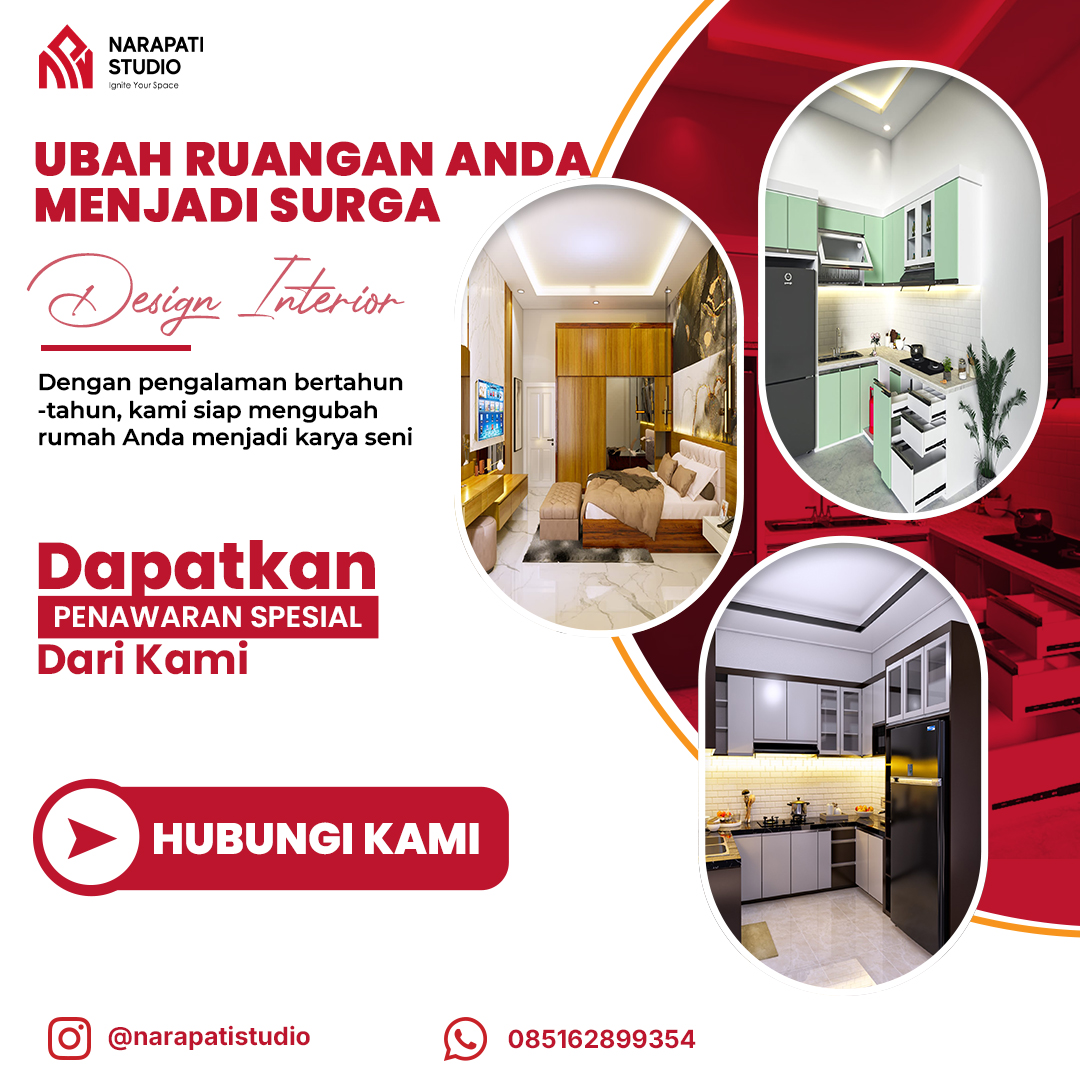 NARAPATI
STUDIO
Ignite Your Space
UBAH RUANGAN ANDA
MENJADI SURGA
Design Interior
Dengan pengalaman bertahun
-tahun, kami siap mengubah
rumah Anda menjadi karya seni
Dapatkan
PENAWARAN SPESIAL
Dari Kami
HUBUNGI KAMI
@narapatistudio
085162899354